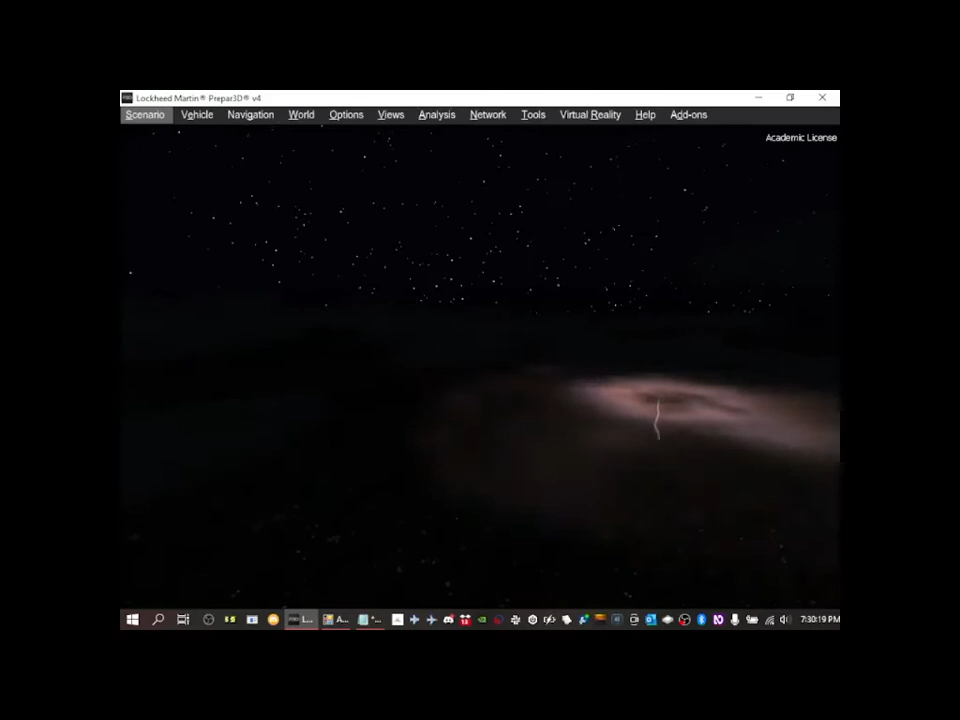 Lockheed Martin® Prepar3D® v4
Scenario Vehicle Navigation World Options Views Analysis Network Tools Virtual Reality Help Add-ons
Academic License
L... A... *... 7:30:19 PM